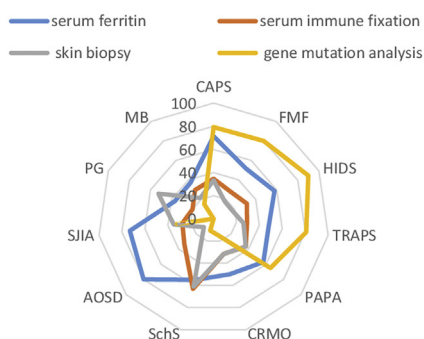 serum ferritin
serum immune fixation
skin biopsy
gene mutation analysis
CAPS
100
MB
FMF
80
60
PG
HIDS
40
20
0
SJIA
TRAPS
AOSD
PAPA
SchS
CRMO